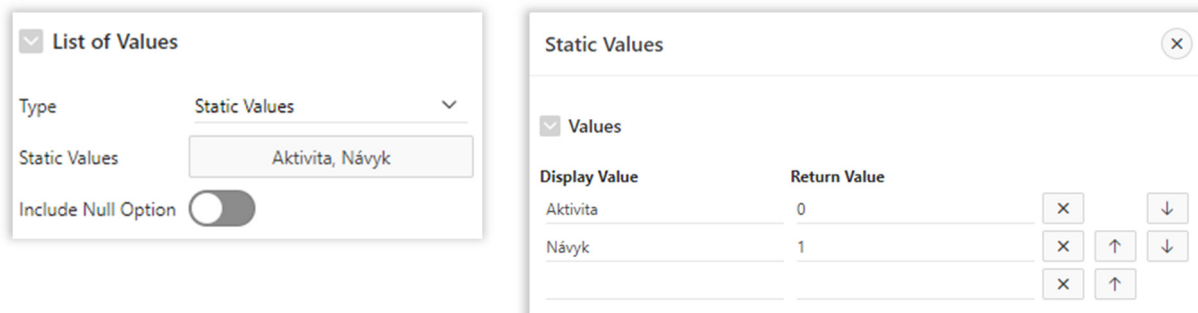 List of Values
Type Static Values
Static Values Aktivita, Návyk
Include Null Option
Static Values
Values
Display Value Return Value
Aktivita 0
Návyk 1